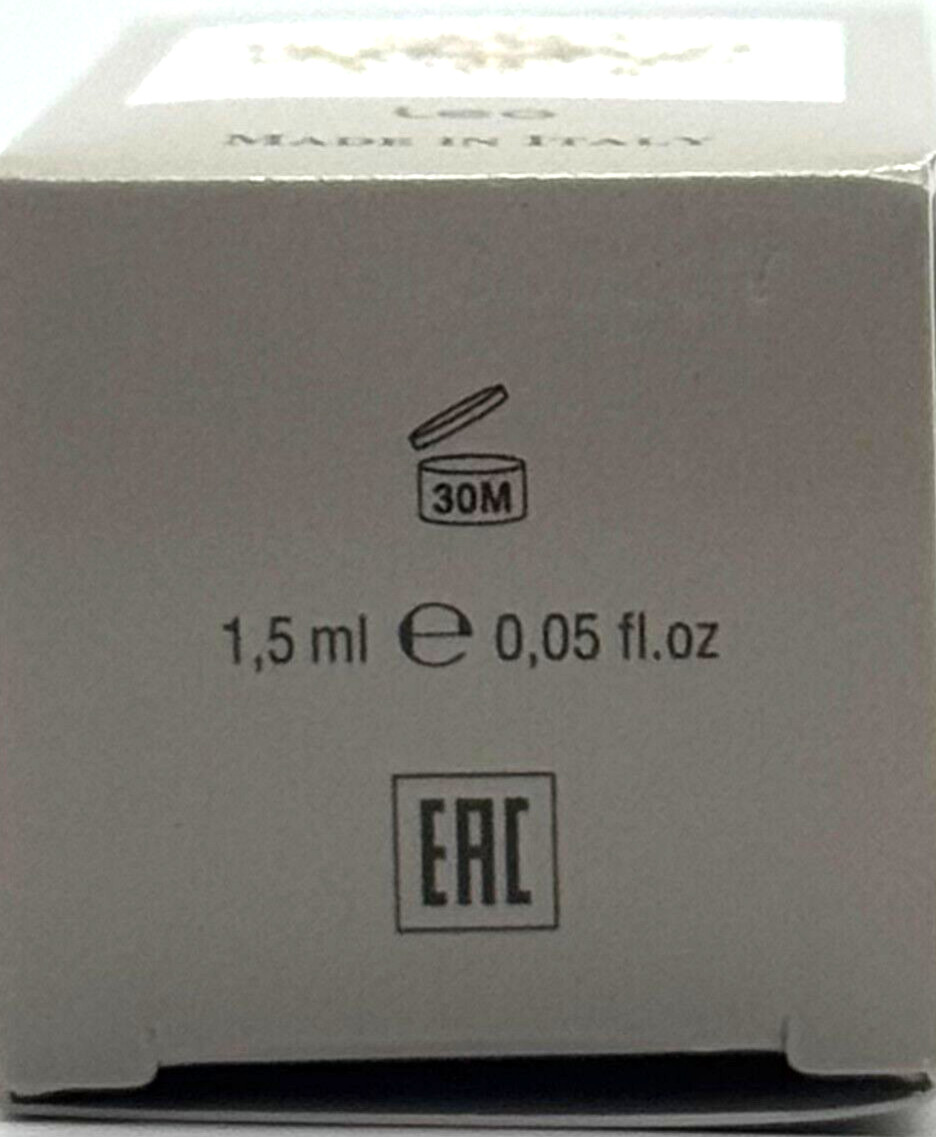 Leo
MADE IN ITALY
30M
1,5 ml e 0,05 fl.oz
EAC